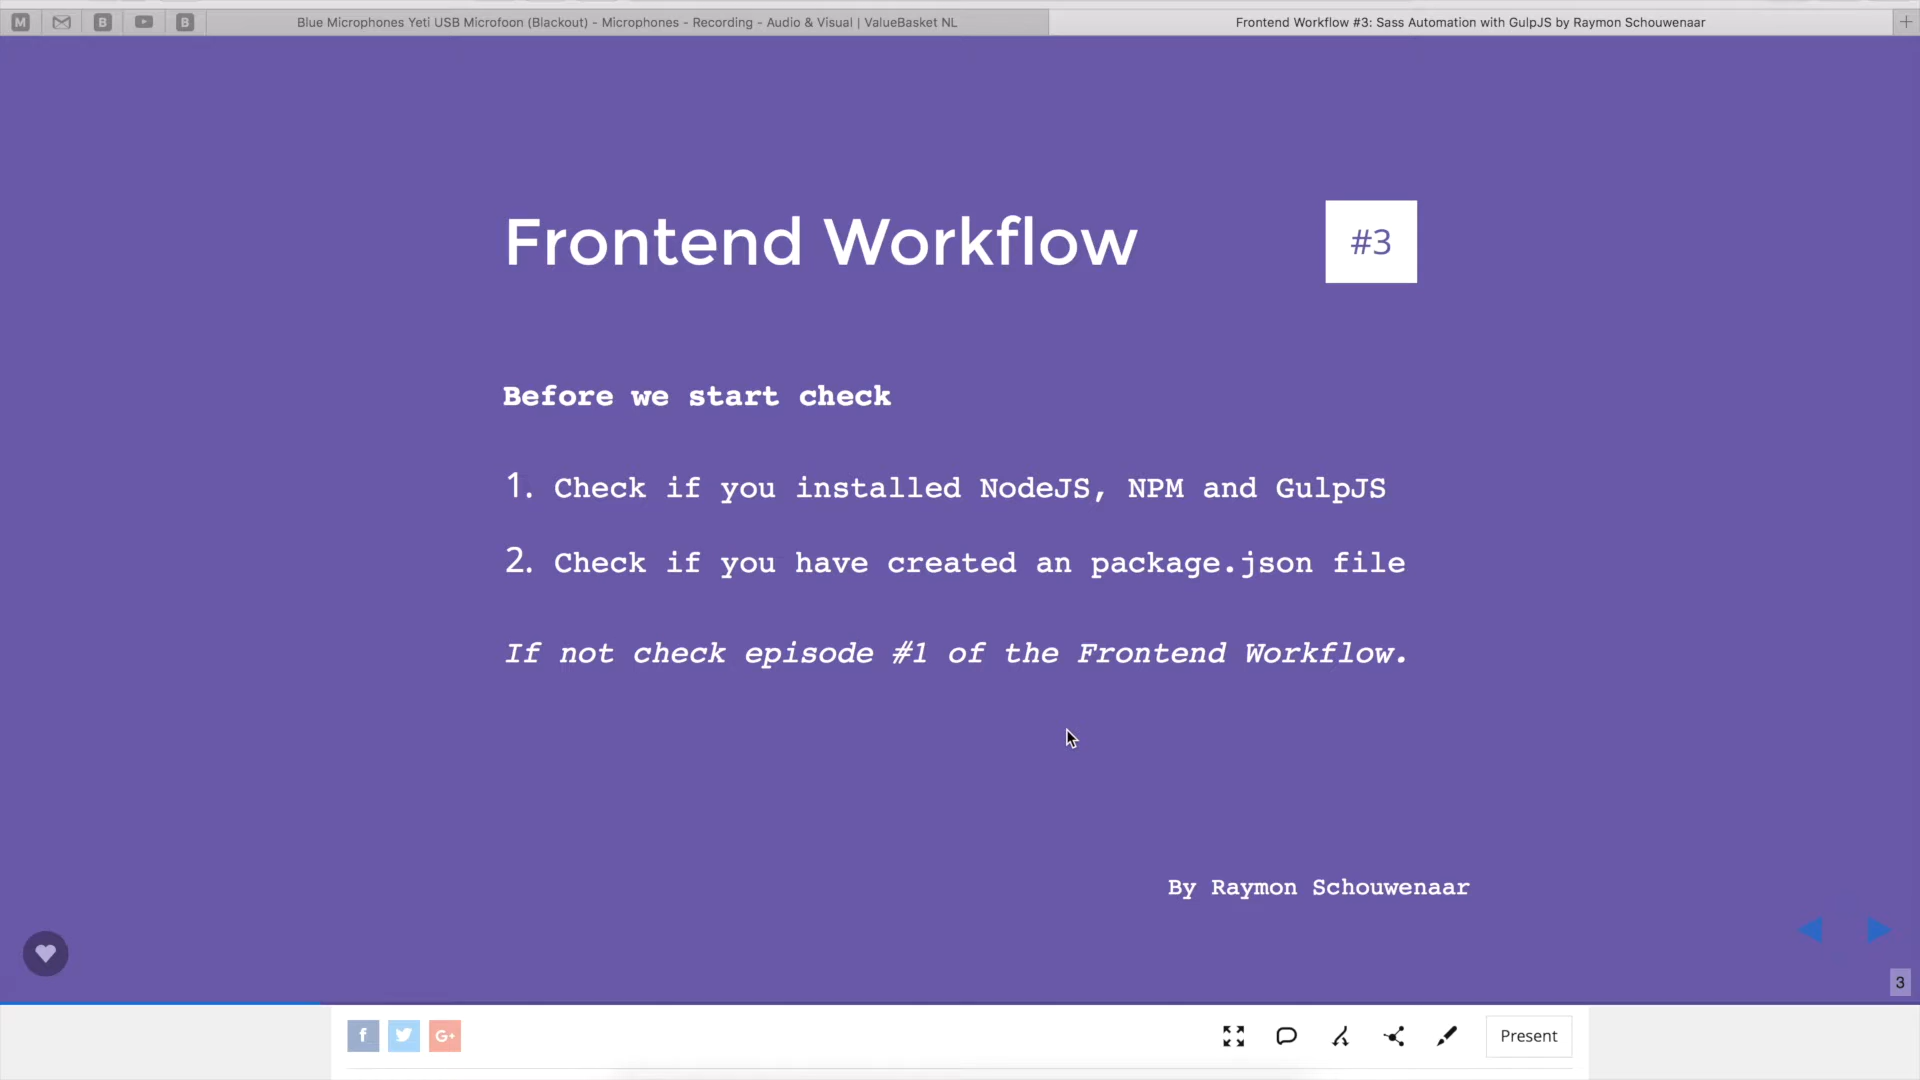 M
B
B
Blue Microphones Yeti USB Microfoon (Blackout) - Microphones - Recording - Audio & Visual | ValueBasket NL
Frontend Workflow #3: Sass Automation with GulpJS by Raymon Schouwenaar
Frontend Workflow
#3
Before we start check
1. Check if you installed NodeJS, NPM and GulpJS
2. Check if you have created an package.json file
If not check episode #1 of the Frontend Workflow.
By Raymon Schouwenaar
3
f
G+
Present